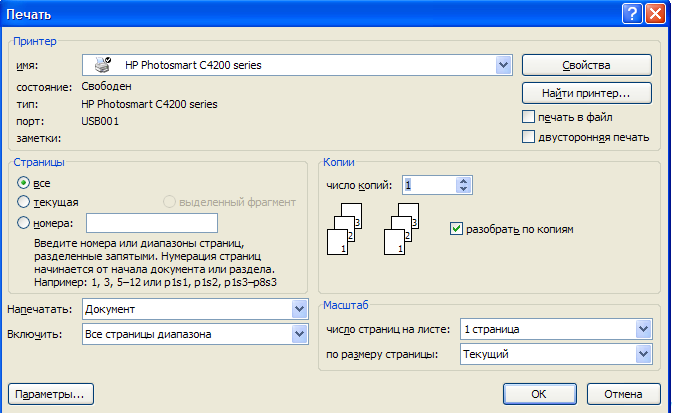 Печать
Принтер
имя: HP Photosmart C4200 series Свойства
состояние: Свободен
Найти принтер...
тип: HP Photosmart C4200 series
порт: USB001 печать в файл
заметки: двусторонняя печать
Страницы
все
текущая выделенный фрагмент
номера:
Введите номера или диапазоны страниц,
разделенные запятыми. Нумерация страниц
начинается от начала документа или раздела.
Например: 1, 3, 5–12 или p1s1, p1s2, p1s3–p8s3
Копии
число копий: 1
3 3
2 2
1 1
разобрать по копиям
Напечатать: Документ
Включить: Все страницы диапазона
Масштаб
число страниц на листе: 1 страница
по размеру страницы: Текущий
Параметры... ОК Отмена